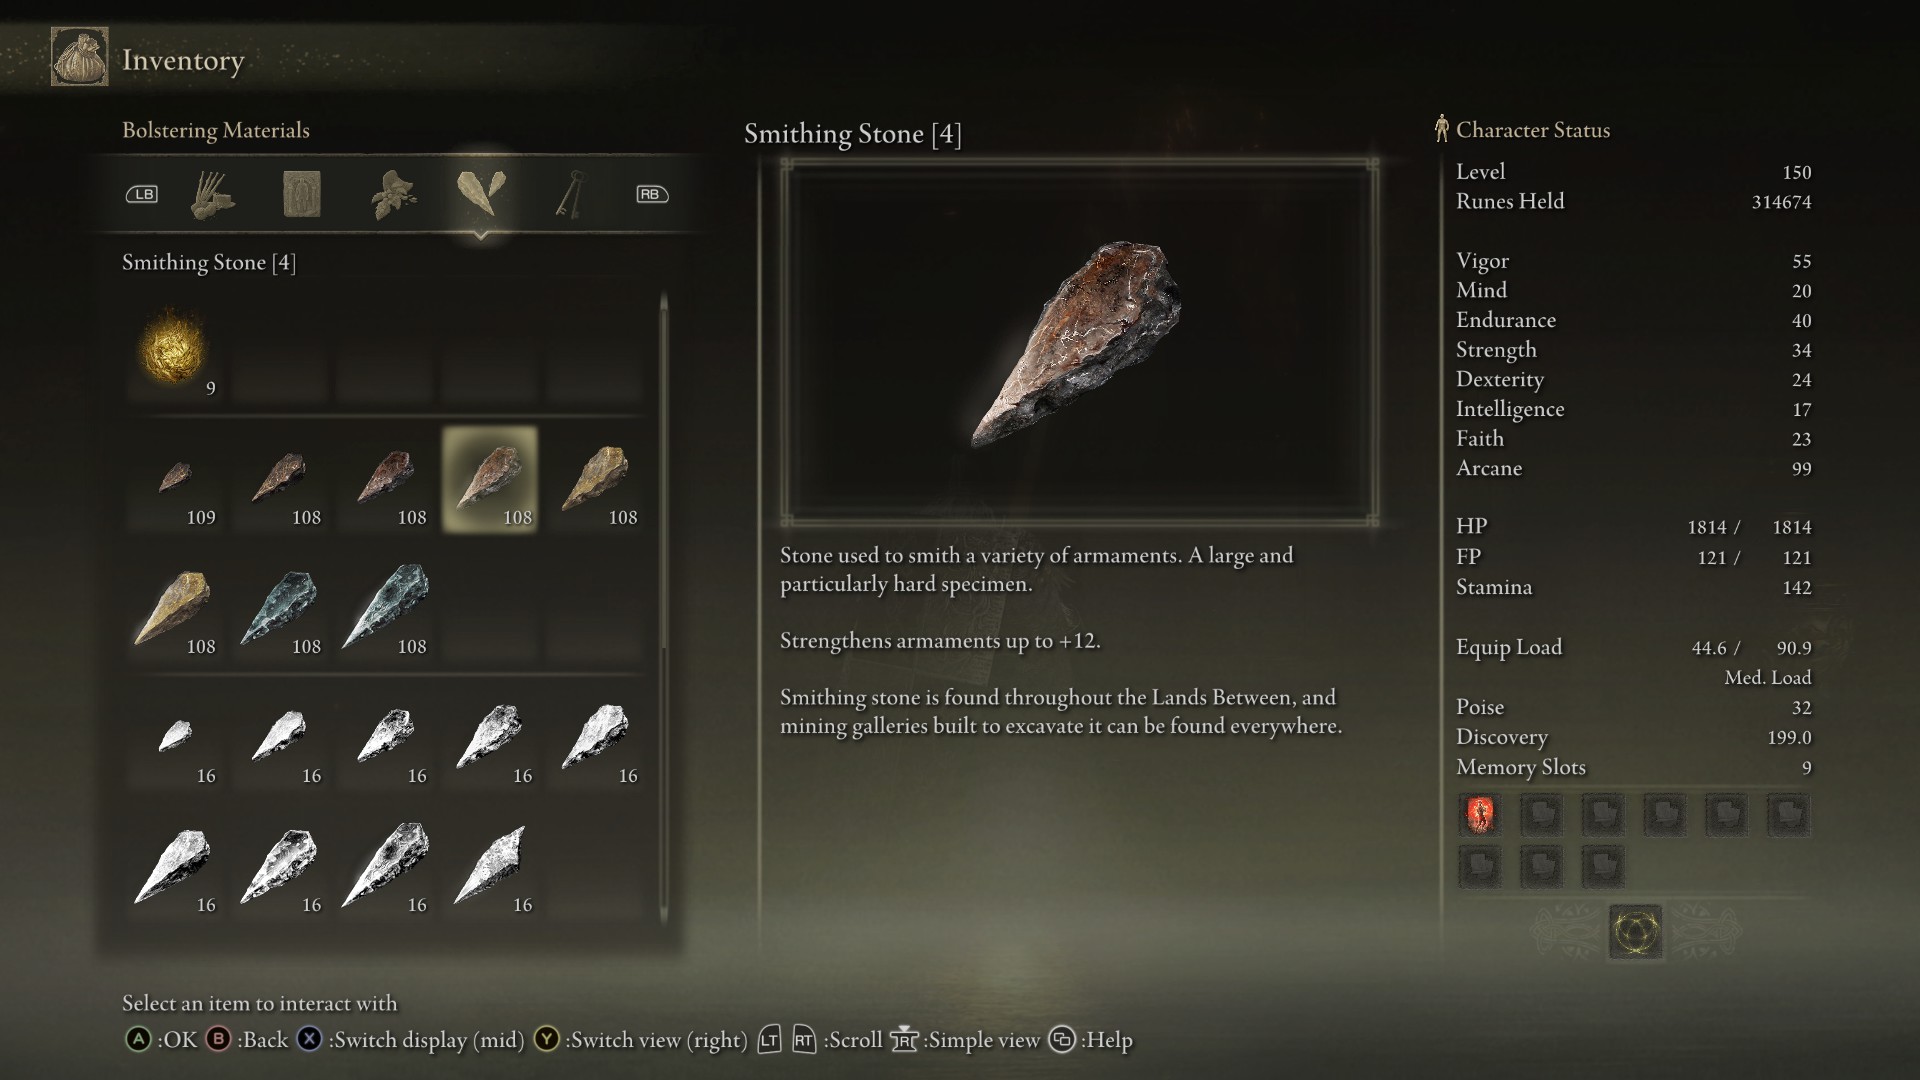 Inventory
Bolstering Materials
LB
RB
Smithing Stone [4]
9
109
108
108
108
108
108
108
108
16
16
16
16
16
16
16
16
16
Smithing Stone [4]
Stone used to smith a variety of armaments. A large and
particularly hard specimen.
Strengthens armaments up to +12.
Smithing stone is found throughout the Lands Between, and
mining galleries built to excavate it can be found everywhere.
Character Status
Level 150
Runes Held 314674
Vigor 55
Mind 20
Endurance 40
Strength 34
Dexterity 24
Intelligence 17
Faith 23
Arcane 99
HP 1814 / 1814
FP 121 / 121
Stamina 142
Equip Load 44.6 / 90.9
Med. Load
Poise 32
Discovery 199.0
Memory Slots 9
Select an item to interact with
A :OK B :Back X :Switch display (mid) Y :Switch view (right) LT RT :Scroll R :Simple view :Help